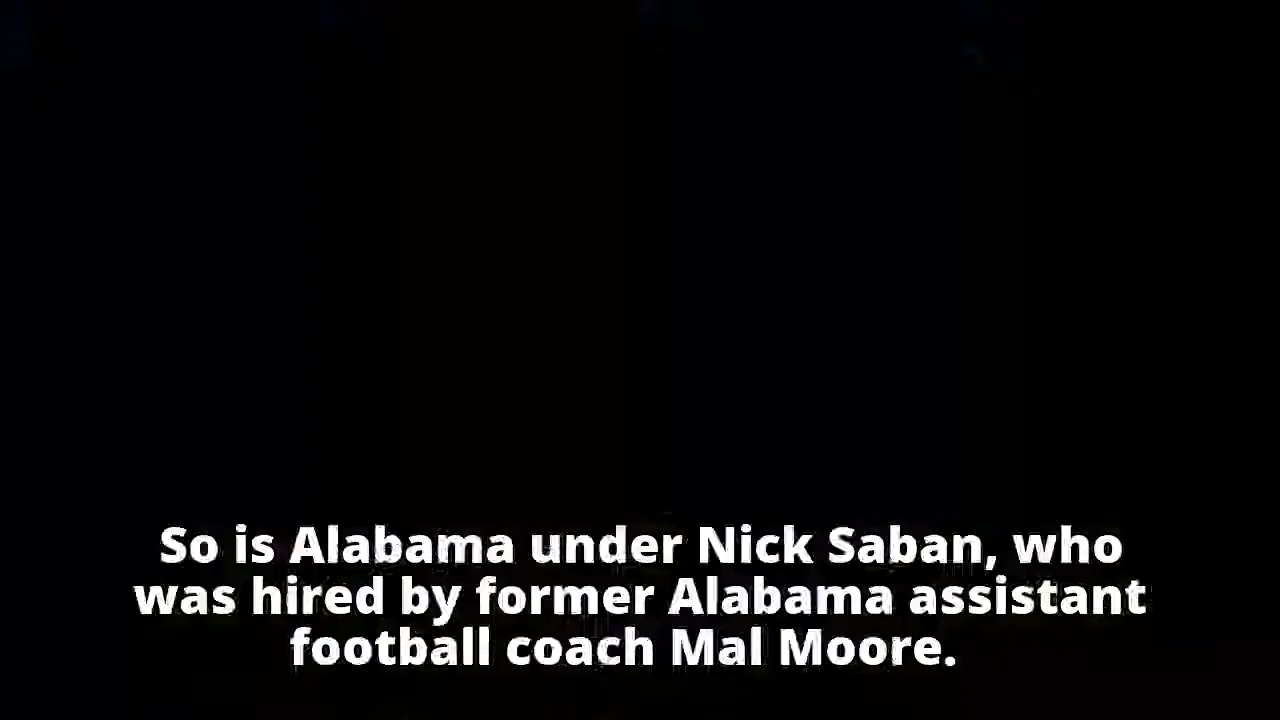 So is Alabama under Nick Saban, who
was hired by former Alabama assistant
football coach Mal Moore.